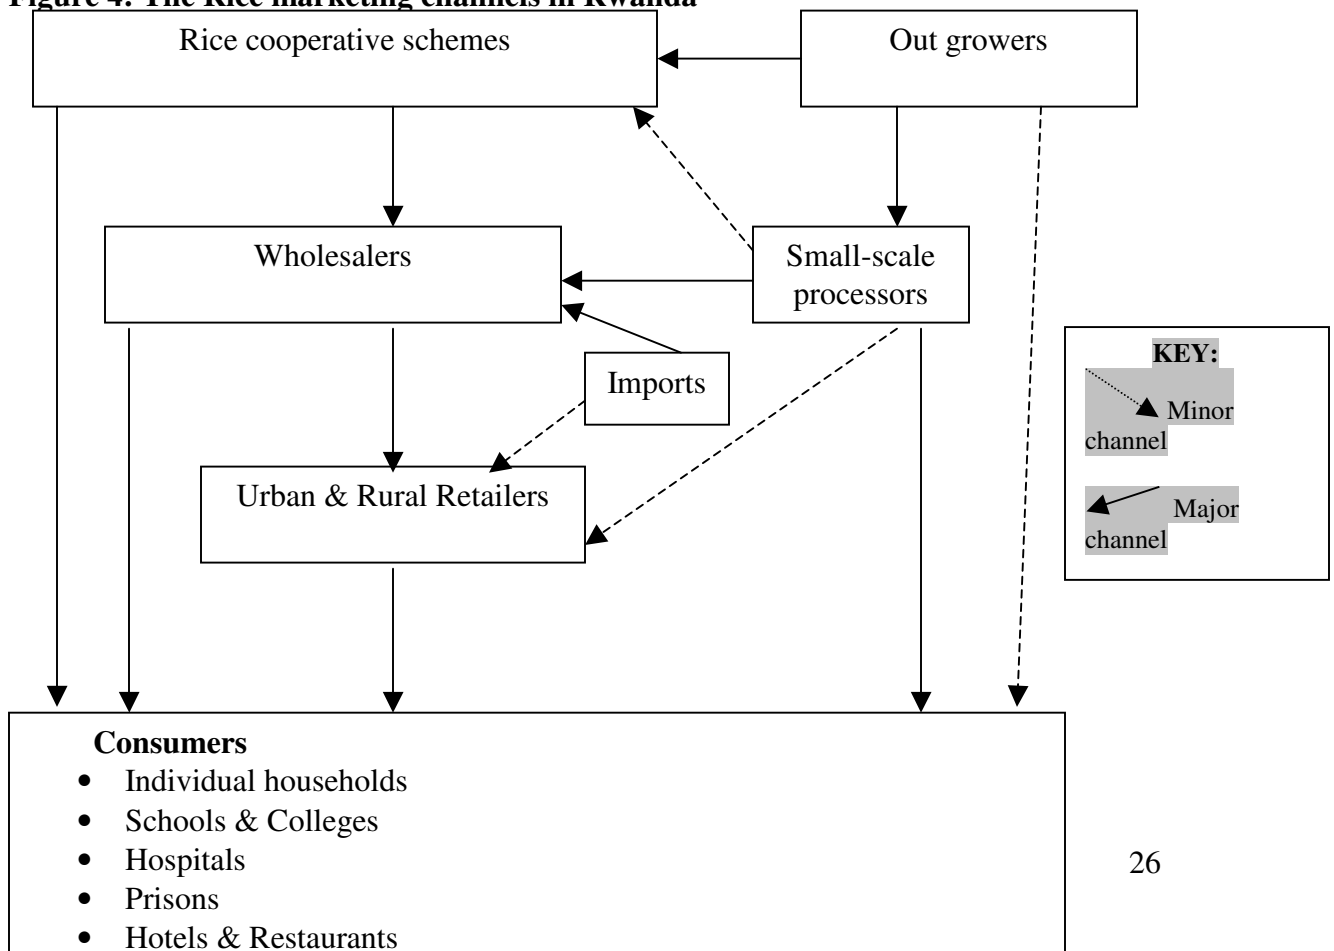 Figure 4: The Rice marketing channels in Rwanda
Rice cooperative schemes
Out growers
Wholesalers
Small-scale
processors
Imports
KEY:
Minor
channel
Urban & Rural Retailers
Major
channel
Consumers
• Individual households
• Schools & Colleges
• Hospitals
• Prisons
• Hotels & Restaurants
26